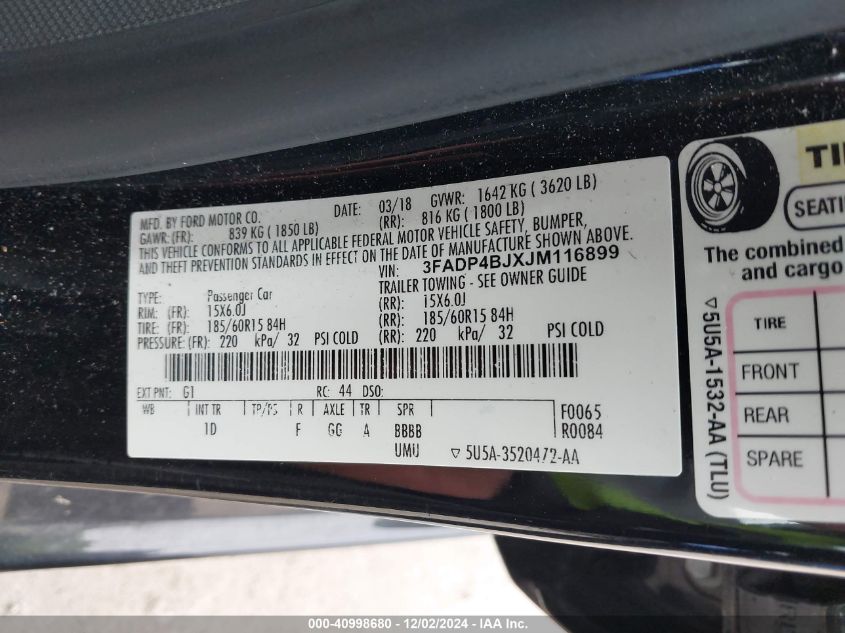 MFD. BY FORD MOTOR CO.
DATE: 03/18 GVWR: 1642 KG ( 3620 LB)
GAWR: (FR): 839 KG ( 1850 LB) (RR): 816 KG ( 1800 LB)
THIS VEHICLE CONFORMS TO ALL APPLICABLE FEDERAL MOTOR VEHICLE SAFETY, BUMPER,
AND THEFT PREVENTION STANDARDS IN EFFECT ON THE DATE OF MANUFACTURE SHOWN ABOVE.
VIN: 3FADP4BJXJM116899
TRAILER TOWING - SEE OWNER GUIDE
TYPE: Passenger Car
RIM: (FR): 15X6.0J (RR): 15X6.0J
TIRE: (FR): 185/60R15 84H (RR): 185/60R15 84H
PRESSURE: (FR): 220 kPa/ 32 PSI COLD (RR): 220 kPa/ 32 PSI COLD
EXT PNT: G1 RC: 44 DSO:
WB INT TR TP/PS R AXLE TR SPR F0065
1D F GG A BBBB R0084
UMU ▽ 5U5A-3520472-AA
TI
SEATI
The combined
and cargo
TIRE
FRONT
REAR
SPARE
▽ 5U5A-1532-AA (TLU)
000-40998680 - 12/02/2024 - IAA Inc.